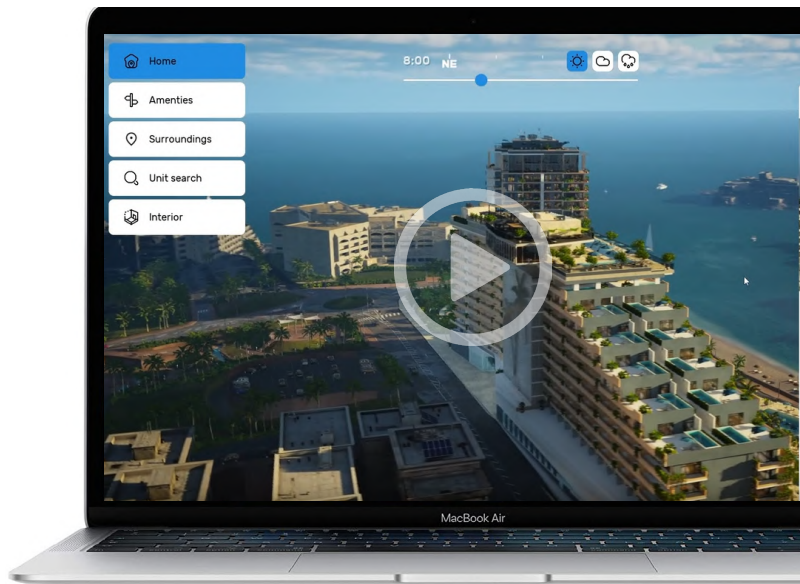 Home
8:00 NE
Amenties
Surroundings
Unit search
Interior
MacBook Air